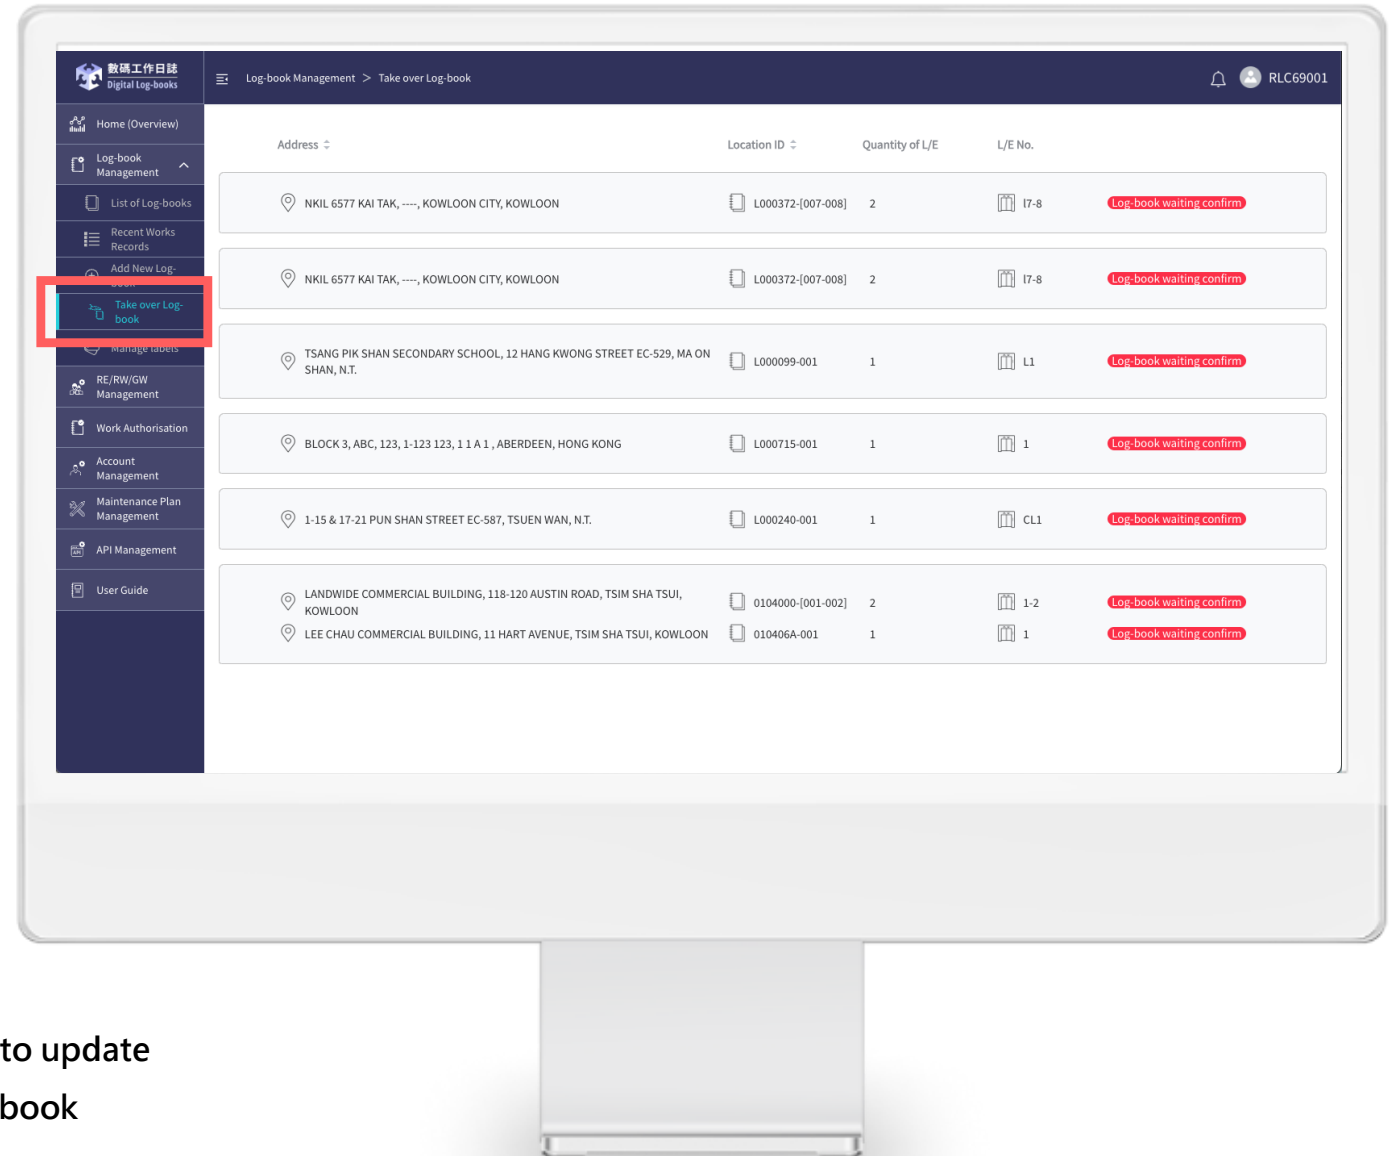 數碼工作日誌
Digital Log-books
Log-book Management > Take over Log-book
RLC69001
Home (Overview)
Log-book
Management
List of Log-books
Recent Works
Records
Add New Log-
book
Take over Log-
book
Manage labels
RE/RW/GW
Management
Work Authorisation
Account
Management
Maintenance Plan
Management
API Management
User Guide
Address Location ID Quantity of L/E L/E No.
NKIL 6577 KAI TAK, ----, KOWLOON CITY, KOWLOON L000372-[007-008] 2 l7-8 Log-book waiting confirm
NKIL 6577 KAI TAK, ----, KOWLOON CITY, KOWLOON L000372-[007-008] 2 l7-8 Log-book waiting confirm
TSANG PIK SHAN SECONDARY SCHOOL, 12 HANG KWONG STREET EC-529, MA ON
SHAN, N.T. L000099-001 1 L1 Log-book waiting confirm
BLOCK 3, ABC, 123, 1-123 123, 1 1 A 1 , ABERDEEN, HONG KONG L000715-001 1 1 Log-book waiting confirm
1-15 & 17-21 PUN SHAN STREET EC-587, TSUEN WAN, N.T. L000240-001 1 CL1 Log-book waiting confirm
LANDWIDE COMMERCIAL BUILDING, 118-120 AUSTIN ROAD, TSIM SHA TSUI,
KOWLOON 0104000-[001-002] 2 1-2 Log-book waiting confirm
LEE CHAU COMMERCIAL BUILDING, 11 HART AVENUE, TSIM SHA TSUI, KOWLOON 010406A-001 1 1 Log-book waiting confirm
to update
book